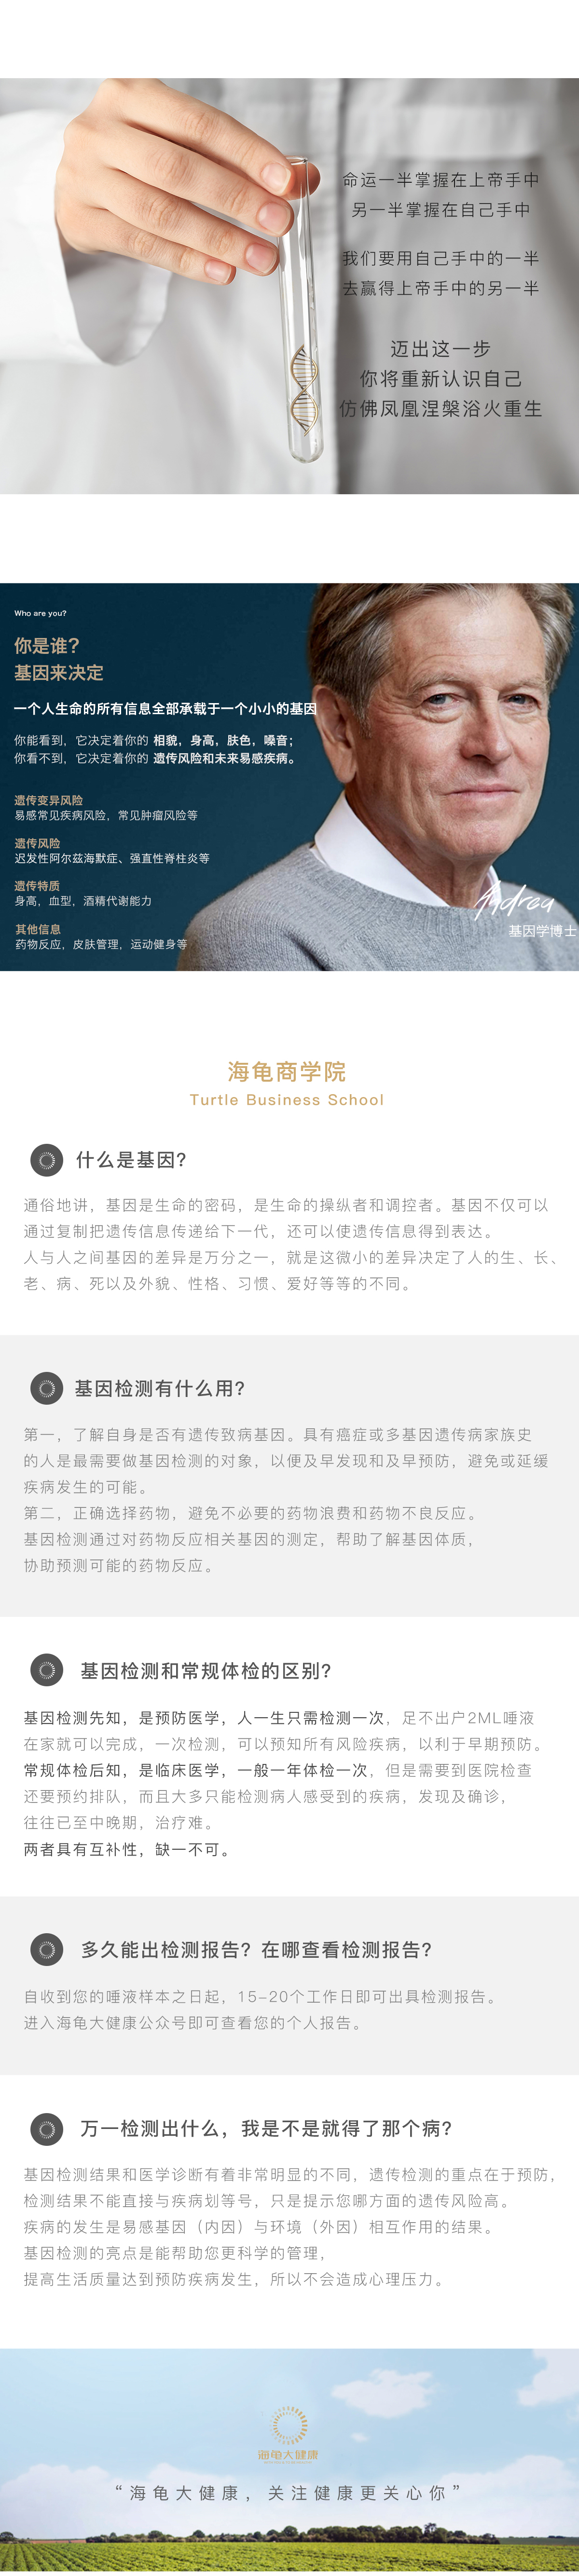 命运一半掌握在上帝手中
另一半掌握在自己手中
我们要用自己手中的一半
去赢得上帝手中的另一半
迈出这一步
你将重新认识自己
仿佛凤凰涅槃浴火重生
Who are you?
你是谁?
基因来决定
一个人生命的所有信息全部承载于一个小小的基因
你能看到，它决定着你的 相貌，身高，肤色，嗓音；
你看不到，它决定着你的 遗传风险和未来易感疾病。
遗传变异风险
易感常见疾病风险，常见肿瘤风险等
遗传风险
迟发性阿尔兹海默症、强直性脊柱炎等
遗传特质
身高，血型，酒精代谢能力
其他信息
药物反应，皮肤管理，运动健身等
Andrea
基因学博士
海龟商学院
Turtle Business School
什么是基因?
通俗地讲，基因是生命的密码，是生命的操纵者和调控者。基因不仅可以
通过复制把遗传信息传递给下一代，还可以使遗传信息得到表达。
人与人之间基因的差异是万分之一，就是这微小的差异决定了人的生、长、
老、病、死以及外貌、性格、习惯、爱好等等的不同。
基因检测有什么用?
第一，了解自身是否有遗传致病基因。具有癌症或多基因遗传病家族史
的人是最需要做基因检测的对象，以便及早发现和及早预防，避免或延缓
疾病发生的可能。
第二，正确选择药物，避免不必要的药物浪费和药物不良反应。
基因检测通过对药物反应相关基因的测定，帮助了解基因体质，
协助预测可能的药物反应。
基因检测和常规体检的区别?
基因检测先知，是预防医学，人一生只需检测一次，足不出户2ML唾液
在家就可以完成，一次检测，可以预知所有风险疾病，以利于早期预防。
常规体检后知，是临床医学，一般一年体检一次，但是需要到医院检查
还要预约排队，而且大多只能检测病人感受到的疾病，发现及确诊，
往往已至中晚期，治疗难。
两者具有互补性，缺一不可。
多久能出检测报告？在哪查看检测报告?
自收到您的唾液样本之日起，15-20个工作日即可出具检测报告。
进入海龟大健康公众号即可查看您的个人报告。
万一检测出什么，我是不是就得了那个病?
基因检测结果和医学诊断有着非常明显的不同，遗传检测的重点在于预防，
检测结果不能直接与疾病划等号，只是提示您哪方面的遗传风险高。
疾病的发生是易感基因（内因）与环境（外因）相互作用的结果。
基因检测的亮点是能帮助您更科学的管理，
提高生活质量达到预防疾病发生，所以不会造成心理压力。
海龟大健康
“海龟大健康，关注健康更关心你”